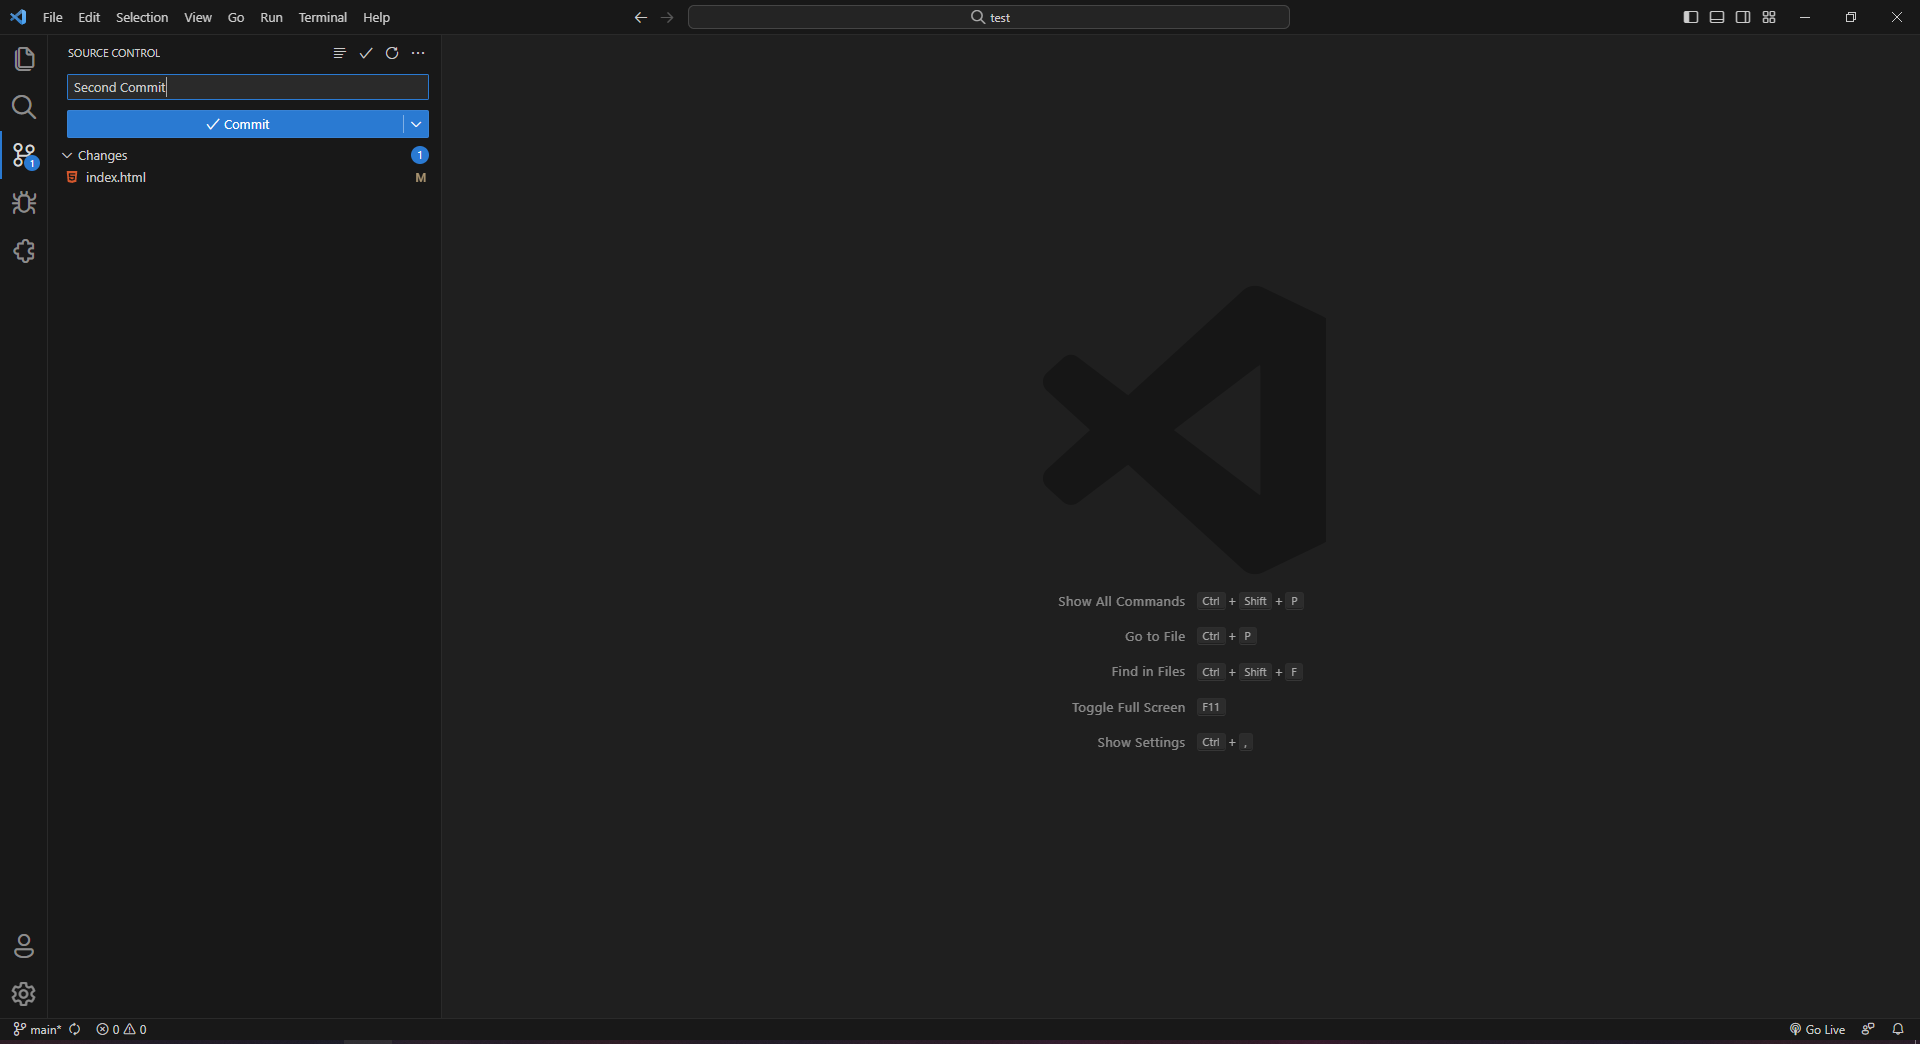 File Edit Selection View Go Run Terminal Help
test
SOURCE CONTROL
Second Commit
Commit
Changes 1
index.html M
1
Show All Commands Ctrl + Shift + P
Go to File Ctrl + P
Find in Files Ctrl + Shift + F
Toggle Full Screen F11
Show Settings Ctrl + ,
main* 0 0 Go Live